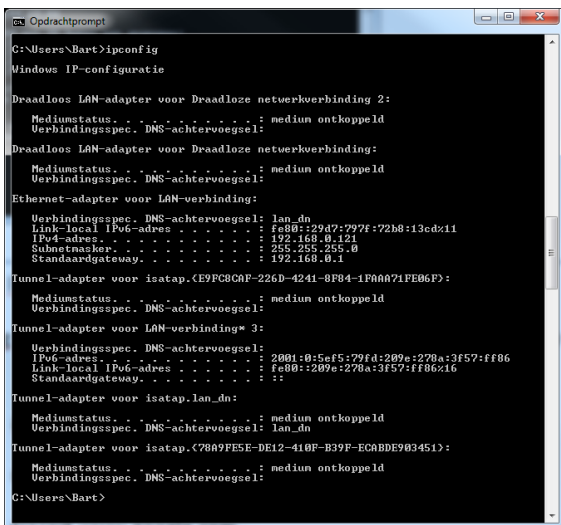 Opdrachtprompt
C:\Users\Bart>ipconfig
Windows IP-configuratie
Draadloos LAN-adapter voor Draadloze netwerkverbinding 2:
Mediumstatus. . . . . . . . . . . : medium ontkoppeld
Verbindingsspec. DNS-achtervoegsel:
Draadloos LAN-adapter voor Draadloze netwerkverbinding:
Mediumstatus. . . . . . . . . . . : medium ontkoppeld
Verbindingsspec. DNS-achtervoegsel:
Ethernet-adapter voor LAN-verbinding:
Verbindingsspec. DNS-achtervoegsel: lan_dn
Link-local IPv6-adres . . . . . . : fe80::29d7:797f:72b8:13cd%11
IPv4-adres. . . . . . . . . . . . : 192.168.0.121
Subnetmasker. . . . . . . . . . . : 255.255.255.0
Standaardgateway. . . . . . . . . : 192.168.0.1
Tunnel-adapter voor isatap.{E9FC8CAF-226D-4241-8F84-1FAAA71FE06F}:
Mediumstatus. . . . . . . . . . . : medium ontkoppeld
Verbindingsspec. DNS-achtervoegsel:
Tunnel-adapter voor LAN-verbinding* 3:
Verbindingsspec. DNS-achtervoegsel:
IPv6-adres. . . . . . . . . . . . : 2001:0:5ef5:79fd:209e:278a:3f57:ff86
Link-local IPv6-adres . . . . . . : fe80::209e:278a:3f57:ff86%16
Standaardgateway. . . . . . . . . : ::
Tunnel-adapter voor isatap.lan_dn:
Mediumstatus. . . . . . . . . . . : medium ontkoppeld
Verbindingsspec. DNS-achtervoegsel: lan_dn
Tunnel-adapter voor isatap.{78A9FE5E-DE12-410F-B39F-ECABDE903451}:
Mediumstatus. . . . . . . . . . . : medium ontkoppeld
Verbindingsspec. DNS-achtervoegsel:
C:\Users\Bart>